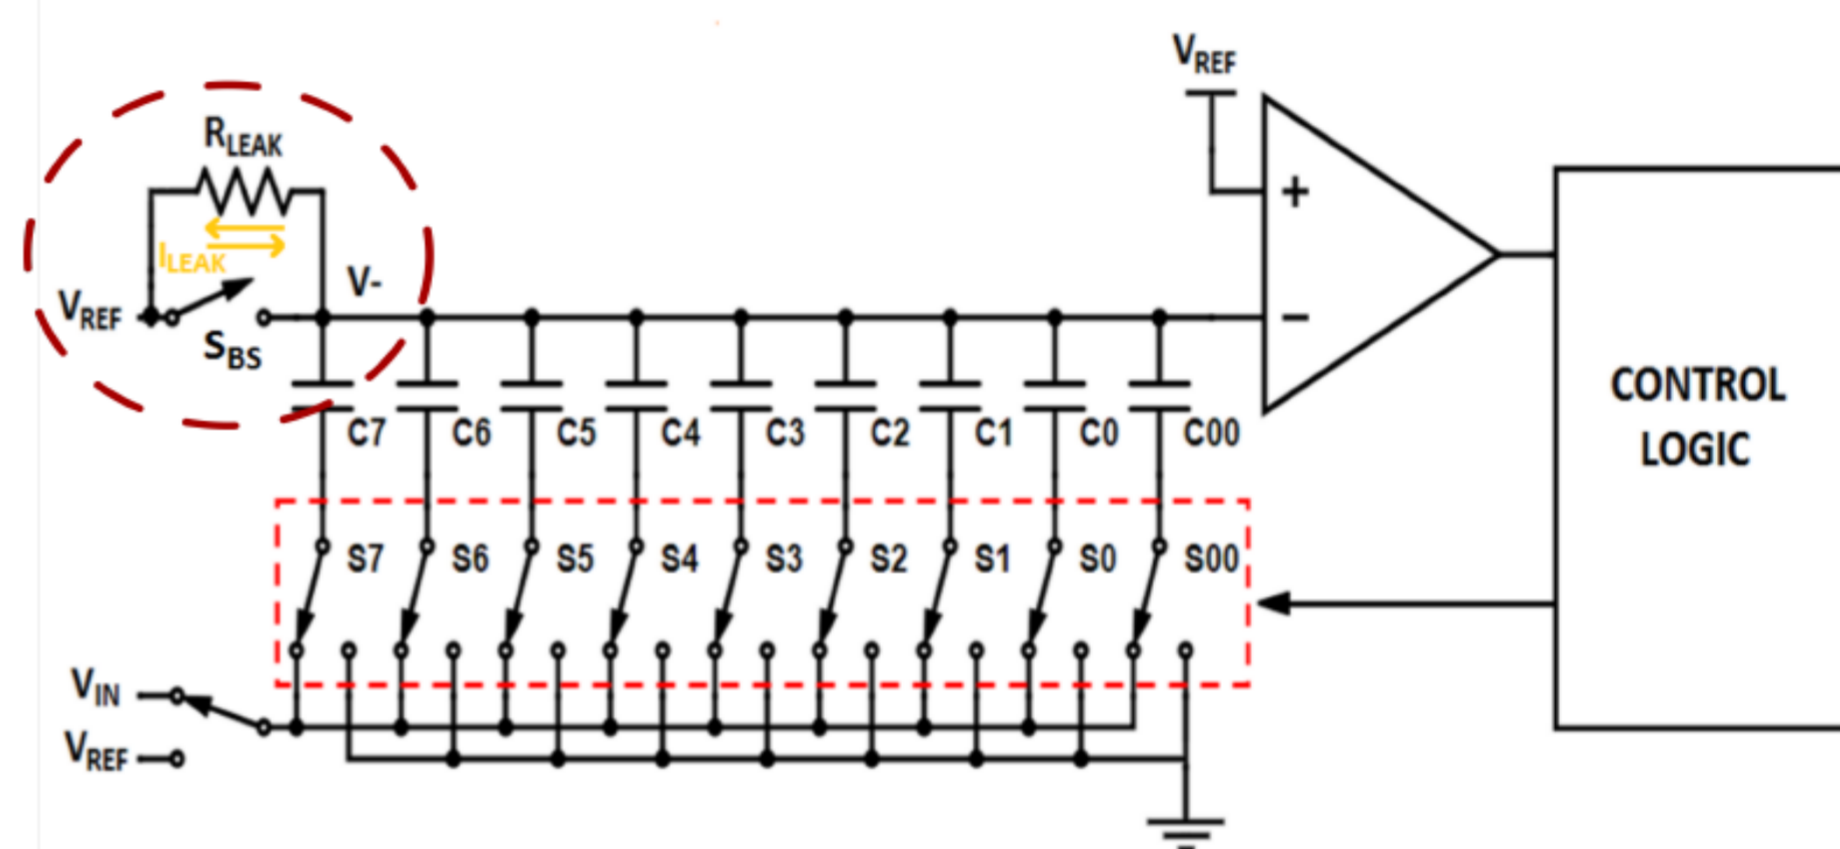 VREF
RLEAK
ILEAK
V-
VREF
SBS
+
−
CONTROL
LOGIC
C7 C6 C5 C4 C3 C2 C1 C0 C00
S7 S6 S5 S4 S3 S2 S1 S0 S00
VIN
VREF